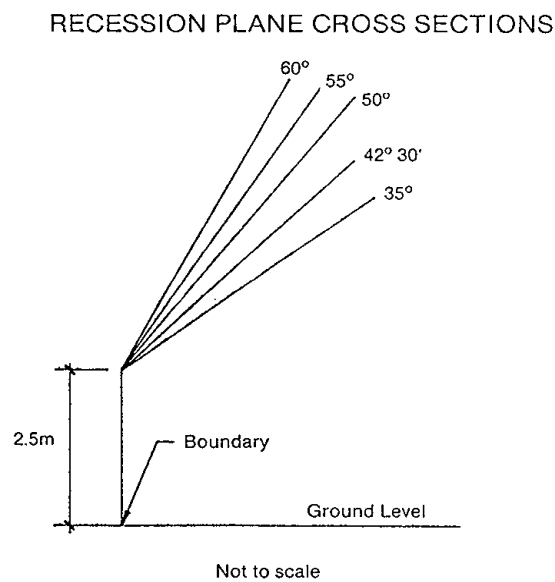 RECESSION PLANE CROSS SECTIONS
60°
55°
50°
42° 30'
35°
2.5m
Boundary
Ground Level
Not to scale